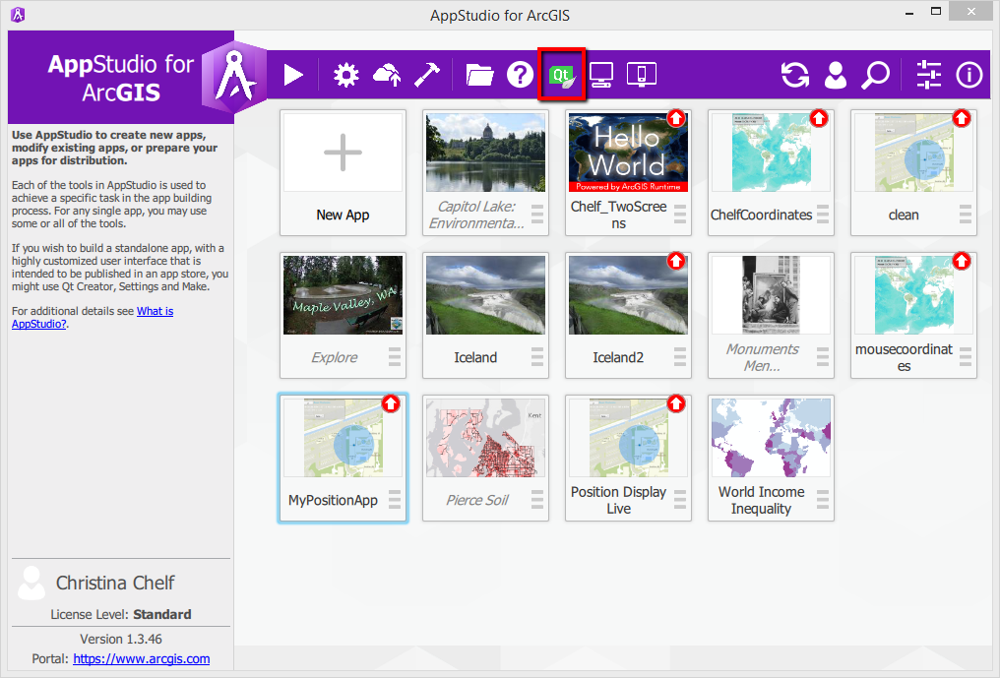 AppStudio for ArcGIS
AppStudio for
ArcGIS
Qt
Use AppStudio to create new apps,
modify existing apps, or prepare your
apps for distribution.
Each of the tools in AppStudio is used to
achieve a specific task in the app building
process. For any single app, you may use
some or all of the tools.
If you wish to build a standalone app, with a
highly customized user interface that is
intended to be published in an app store, you
might use Qt Creator, Settings and Make.
For additional details see What is
AppStudio?.
New App
Capitol Lake:
Environmenta...
Hello
World
Powered by ArcGIS Runtime
Chelf_TwoScree
ns
ChelfCoordinates
clean
Maple Valley, WA
Explore
Iceland
Iceland2
Monuments
Men...
mousecoordinat
es
MyPositionApp
Kent
Pierce Soil
Position Display
Live
World Income
Inequality
Christina Chelf
License Level: Standard
Version 1.3.46
Portal: https://www.arcgis.com